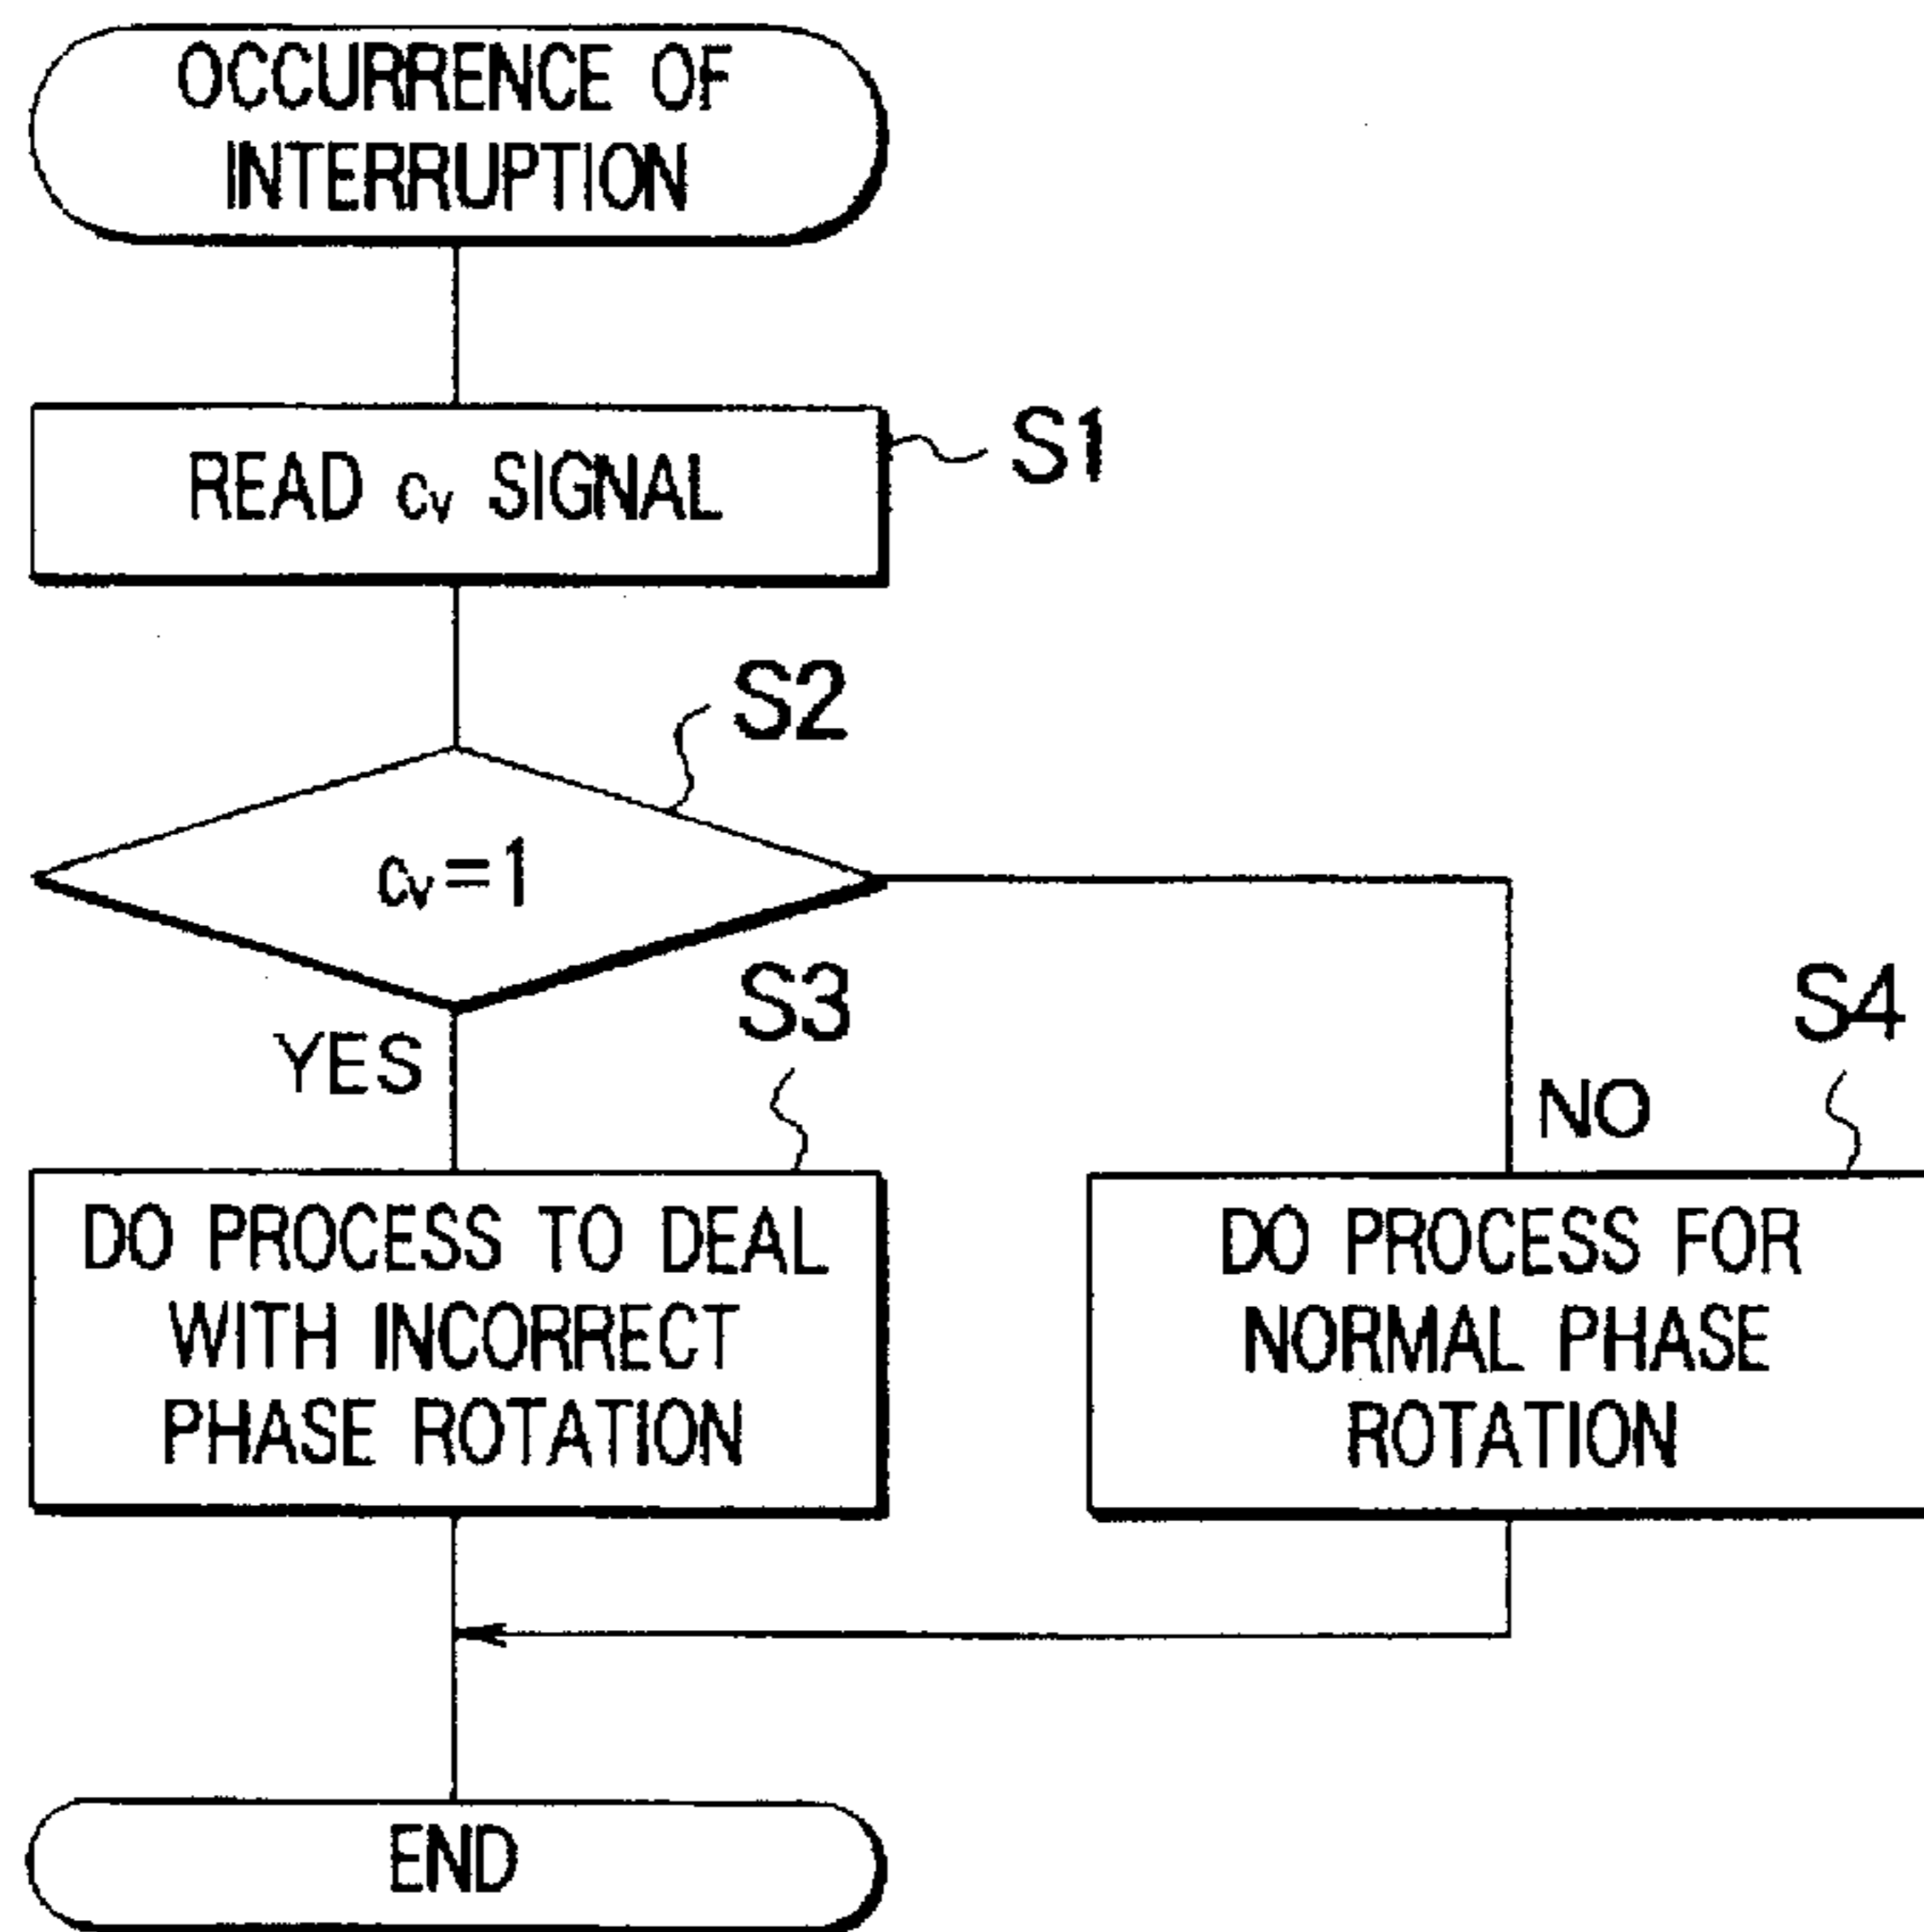 OCCURRENCE OF
INTERRUPTION
READ cv SIGNAL
S1
S2
cv=1
YES
S3
DO PROCESS TO DEAL
WITH INCORRECT
PHASE ROTATION
NO
S4
DO PROCESS FOR
NORMAL PHASE
ROTATION
END